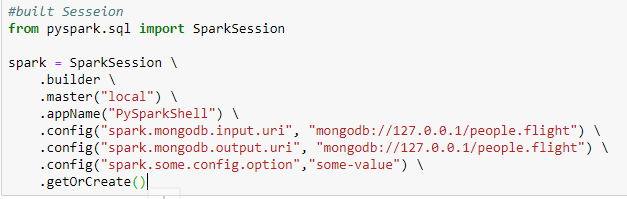 #built Sesseion
from pyspark.sql import SparkSession
spark = SparkSession \
.builder \
.master("local") \
.appName("PySparkShell") \
.config("spark.mongodb.input.uri", "mongodb://127.0.0.1/people.flight") \
.config("spark.mongodb.output.uri", "mongodb://127.0.0.1/people.flight") \
.config("spark.some.config.option","some-value") \
.getOrCreate()